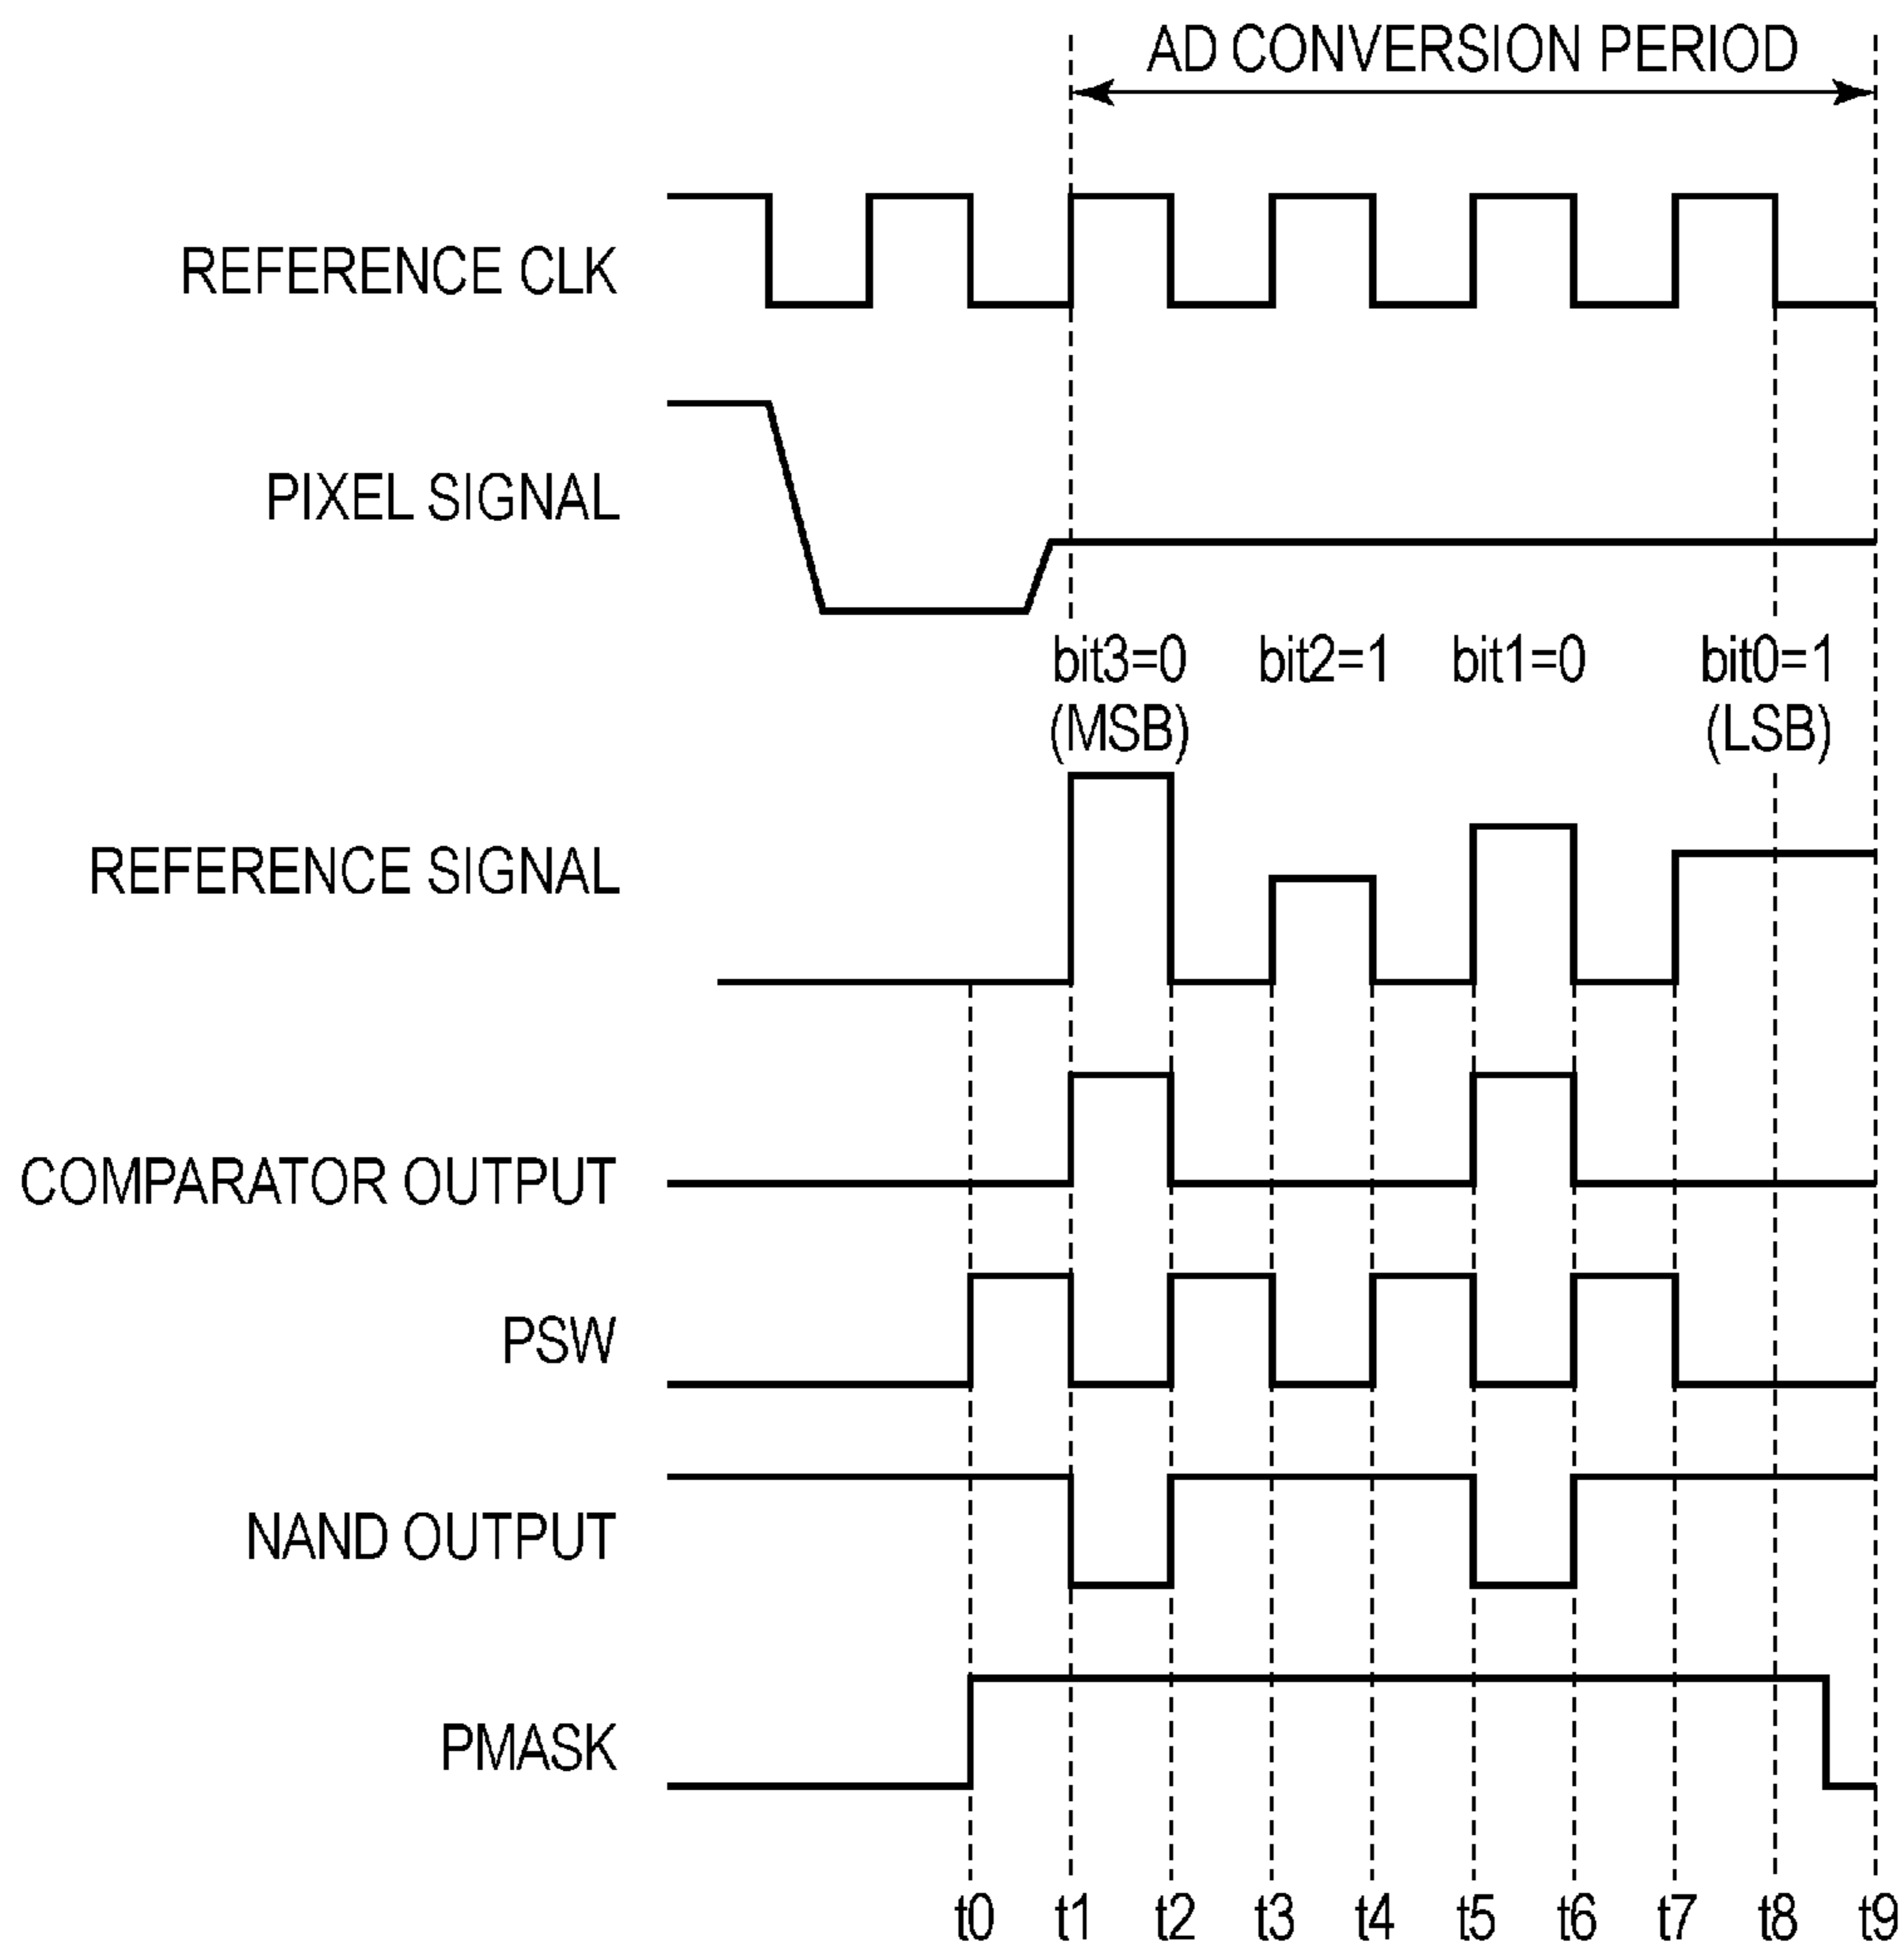 AD CONVERSION PERIOD
REFERENCE CLK
PIXEL SIGNAL
bit3=0 bit2=1 bit1=0 bit0=1
(MSB) (LSB)
REFERENCE SIGNAL
COMPARATOR OUTPUT
PSW
NAND OUTPUT
PMASK
t0 t1 t2 t3 t4 t5 t6 t7 t8 t9